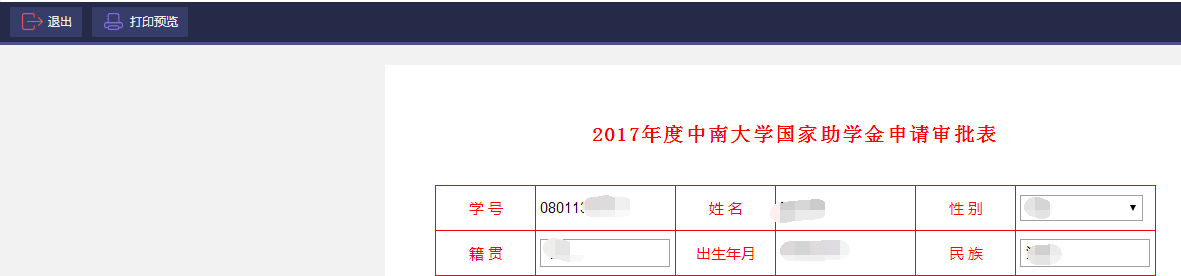 退出 打印预览
2017年度中南大学国家助学金申请审批表
学 号 08011 姓 名 性 别
籍 贯 出生年月 民 族